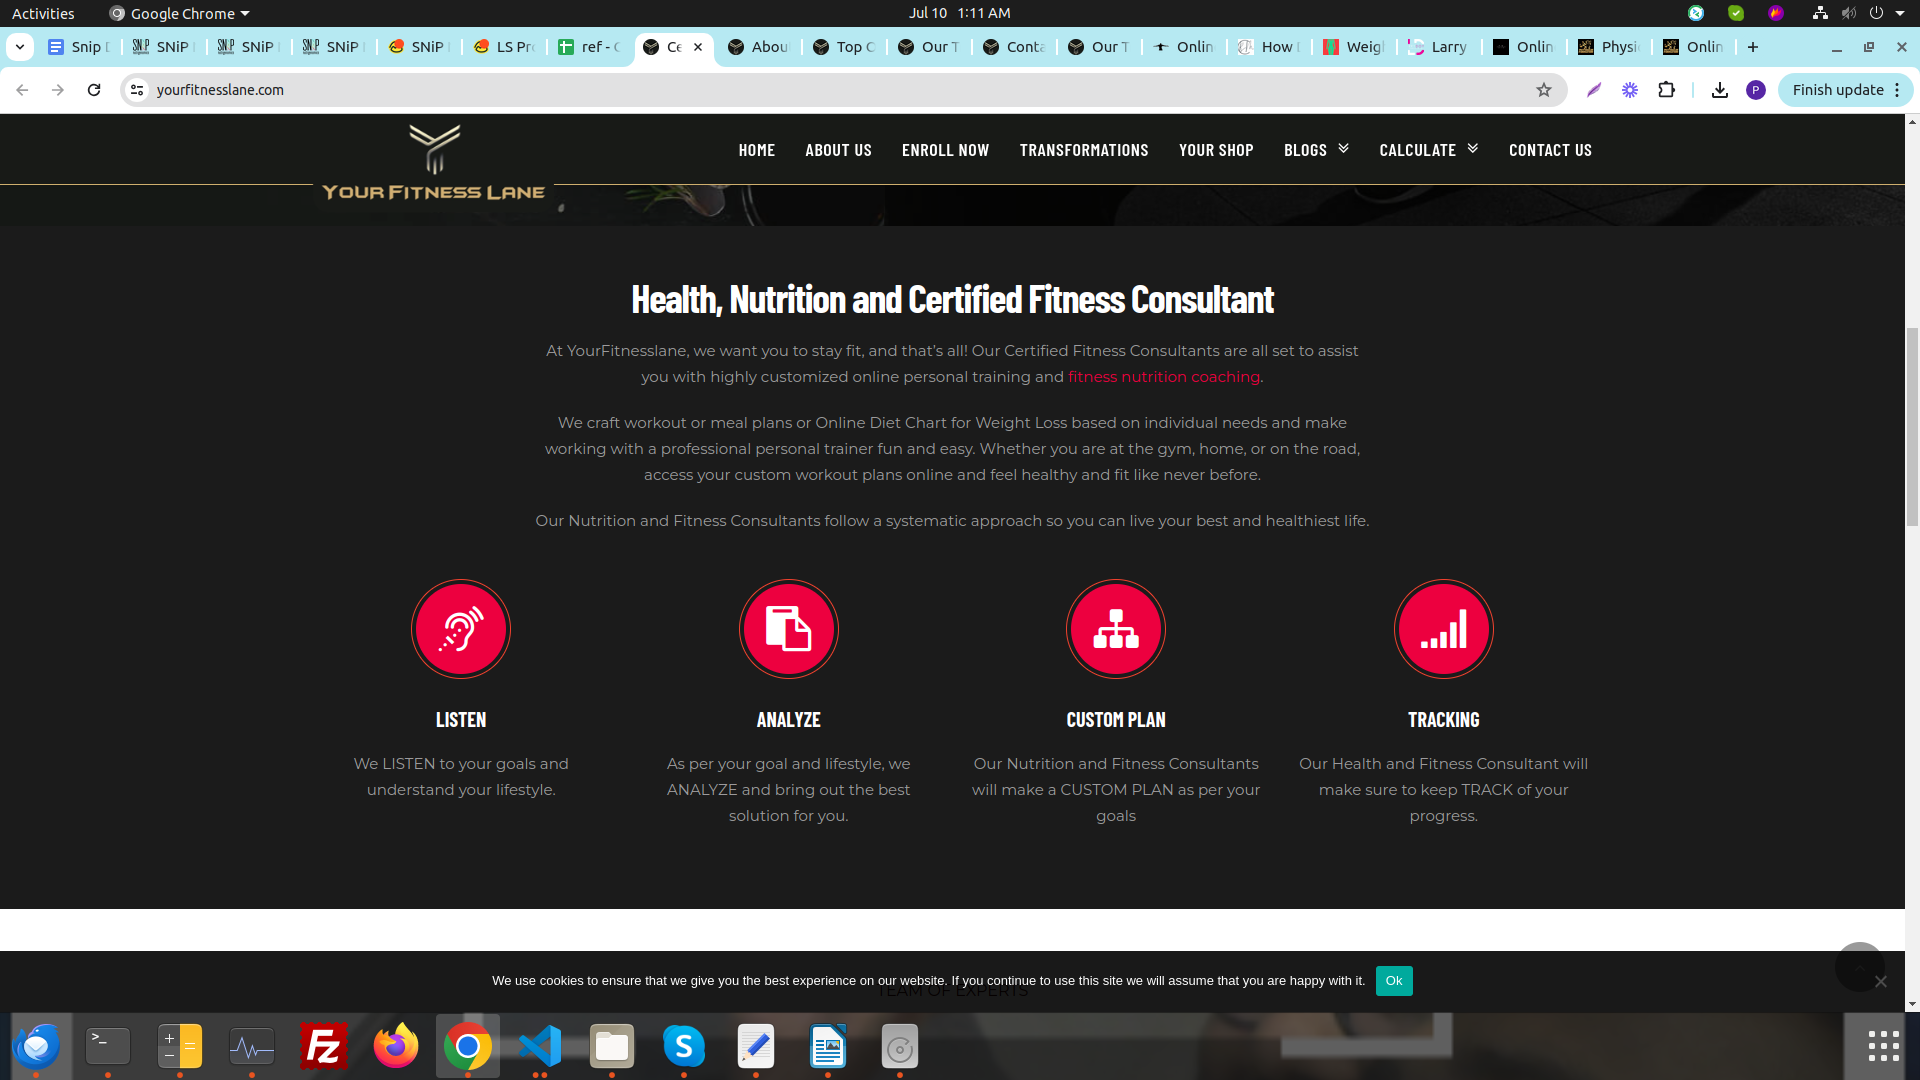 Activities
Google Chrome
Jul 10 1:11 AM
Snip
SNiP
SNiP
SNiP
SNiP
LS Pr
ref -
Ce
Abou
Top
Our T
Conta
Our T
Onlin
How
Weig
Larry
Onlin
Physi
Onlin
yourfitnesslane.com
P
Finish update
YOUR FITNESS LANE
HOME
ABOUT US
ENROLL NOW
TRANSFORMATIONS
YOUR SHOP
BLOGS
CALCULATE
CONTACT US
Health, Nutrition and Certified Fitness Consultant
At YourFitnesslane, we want you to stay fit, and that's all! Our Certified Fitness Consultants are all set to assist
you with highly customized online personal training and fitness nutrition coaching.
We craft workout or meal plans or Online Diet Chart for Weight Loss based on individual needs and make
working with a professional personal trainer fun and easy. Whether you are at the gym, home, or on the road,
access your custom workout plans online and feel healthy and fit like never before.
Our Nutrition and Fitness Consultants follow a systematic approach so you can live your best and healthiest life.
LISTEN
We LISTEN to your goals and
understand your lifestyle.
ANALYZE
As per your goal and lifestyle, we
ANALYZE and bring out the best
solution for you.
CUSTOM PLAN
Our Nutrition and Fitness Consultants
will make a CUSTOM PLAN as per your
goals
TRACKING
Our Health and Fitness Consultant will
make sure to keep TRACK of your
progress.
We use cookies to ensure that we give you the best experience on our website. If you continue to use this site we will assume that you are happy with it.
Ok
TEAM OF EXPERTS